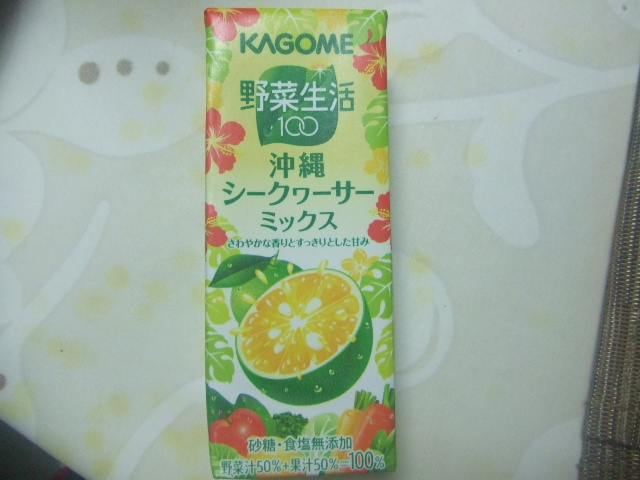 KAGOME
野菜生活
100
沖縄
シークヮーサー
ミックス
さわやかな香りとすっきりとした甘み
砂糖・食塩無添加
野菜汁50%+果汁50%=100%